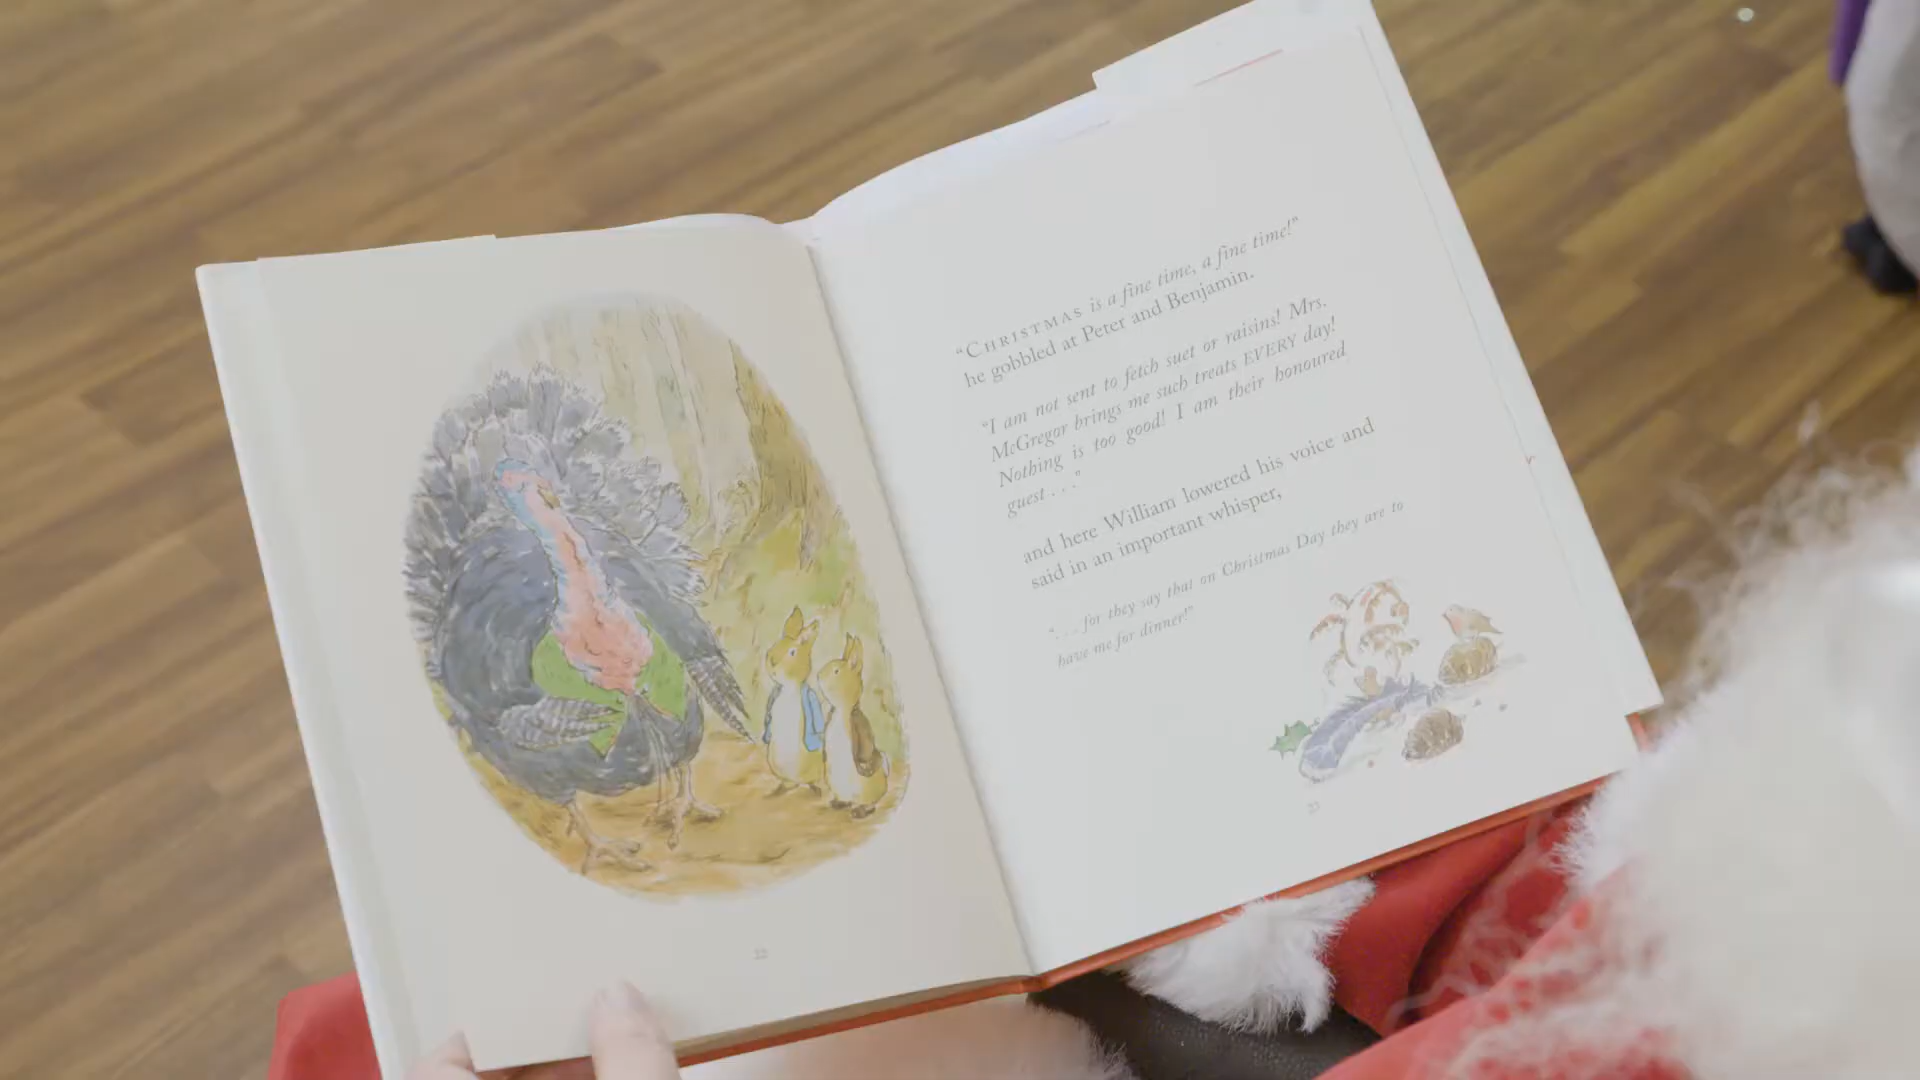 22
"CHRISTMAS is a fine time, a fine time!"
he gobbled at Peter and Benjamin.
"I am not sent to fetch suet or raisins! Mrs.
McGregor brings me such treats EVERY day!
Nothing is too good! I am their honoured
guest . . ."
and here William lowered his voice and
said in an important whisper,
". . . for they say that on Christmas Day they are to
have me for dinner!"
23